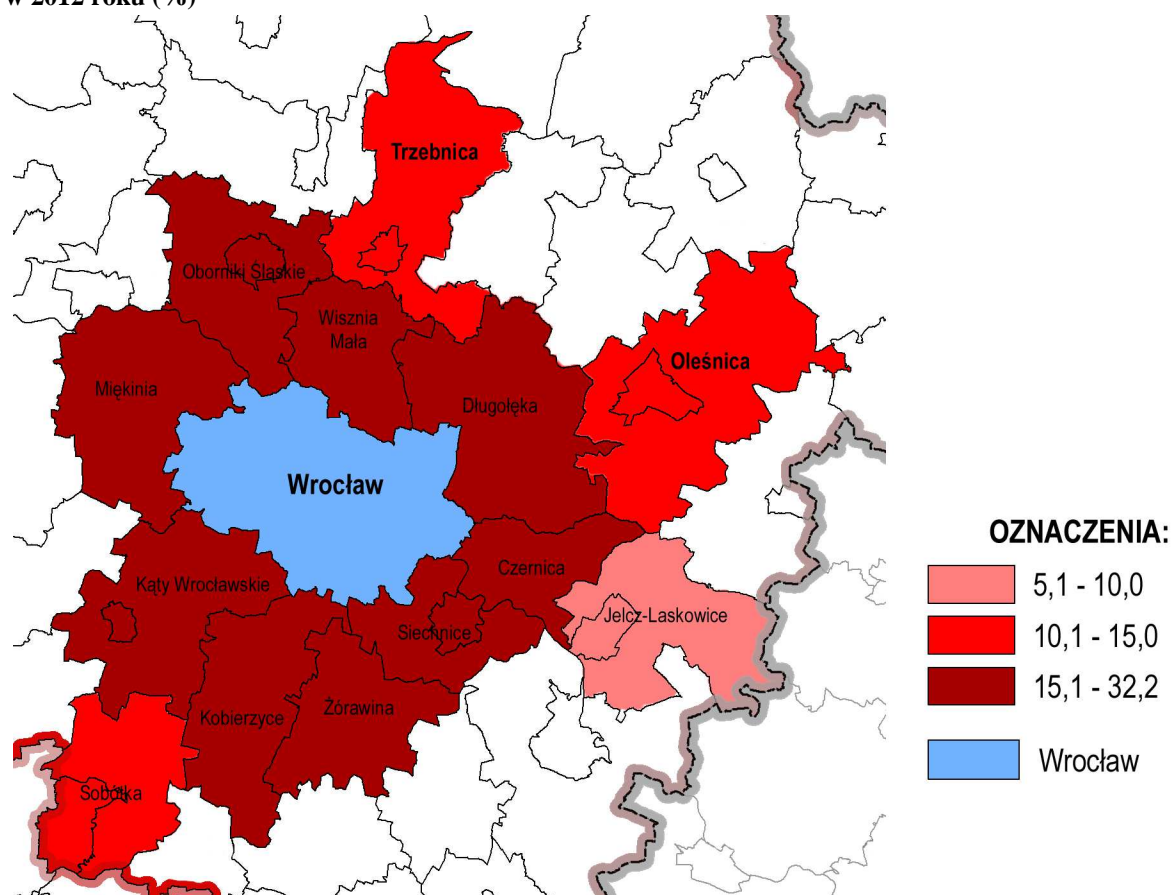 w 2012 roku (%)
Trzebnica
Oborniki Śląskie
Wisznia
Mała
Oleśnica
Miękinia
Długołęka
Wrocław
Czernica
Kąty Wrocławskie
Jelcz-Laskowice
Siechnice
Żórawina
Kobierzyce
Sobótka
OZNACZENIA:
5,1 - 10,0
10,1 - 15,0
15,1 - 32,2
Wrocław